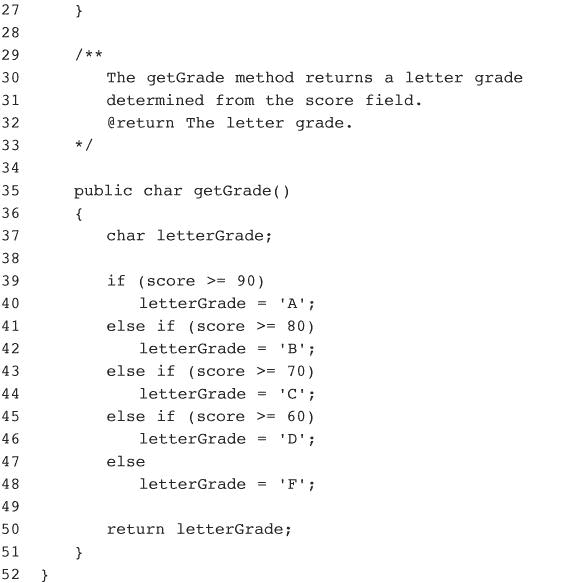 27      }
28
29      /**
30         The getGrade method returns a letter grade
31         determined from the score field.
32         @return The letter grade.
33      */
34
35      public char getGrade()
36      {
37         char letterGrade;
38
39         if (score >= 90)
40            letterGrade = 'A';
41         else if (score >= 80)
42            letterGrade = 'B';
43         else if (score >= 70)
44            letterGrade = 'C';
45         else if (score >= 60)
46            letterGrade = 'D';
47         else
48            letterGrade = 'F';
49
50         return letterGrade;
51      }
52   }